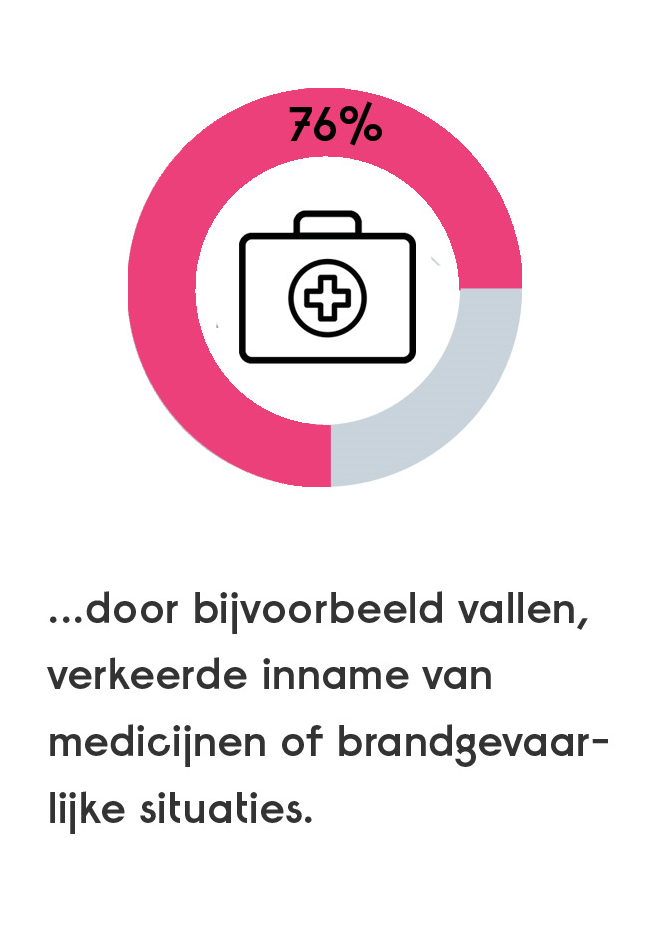 76%
...door bijvoorbeeld vallen,
verkeerde inname van
medicijnen of brandgevaar-
lijke situaties.